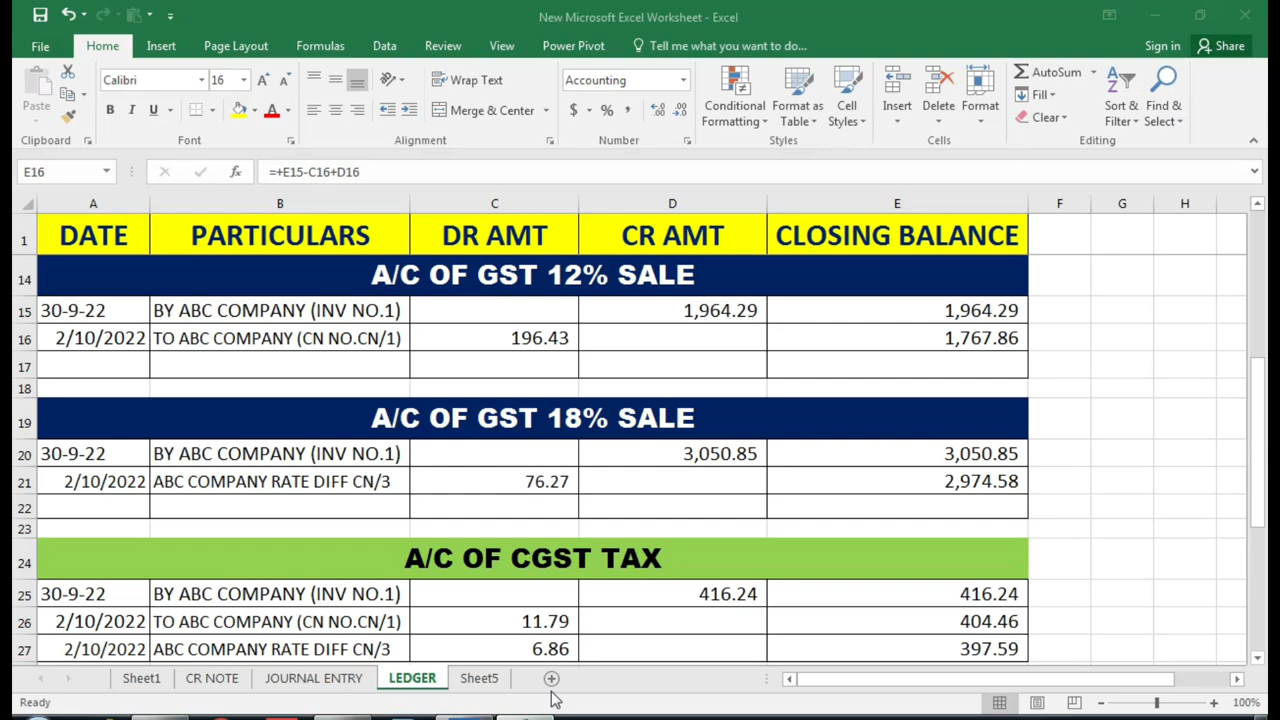 New Microsoft Excel Worksheet - Excel
File Home Insert Page Layout Formulas Data Review View Power Pivot Tell me what you want to do... Sign in Share
Paste Calibri 16 A A Wrap Text Accounting Conditional Formatting Format as Table Cell Styles Insert Delete Format AutoSum Sort & Filter Find & Select
B I U A Merge & Center $ % , Fill
Clear
Clipboard Font Alignment Number Styles Cells Editing
E16 fx =+E15-C16+D16
A B C D E F G H
1 DATE PARTICULARS DR AMT CR AMT CLOSING BALANCE
14 A/C OF GST 12% SALE
15 30-9-22 BY ABC COMPANY (INV NO.1) 1,964.29 1,964.29
16 2/10/2022 TO ABC COMPANY (CN NO.CN/1) 196.43 1,767.86
17
18
19 A/C OF GST 18% SALE
20 30-9-22 BY ABC COMPANY (INV NO.1) 3,050.85 3,050.85
21 2/10/2022 ABC COMPANY RATE DIFF CN/3 76.27 2,974.58
22
23
24 A/C OF CGST TAX
25 30-9-22 BY ABC COMPANY (INV NO.1) 416.24 416.24
26 2/10/2022 TO ABC COMPANY (CN NO.CN/1) 11.79 404.46
27 2/10/2022 ABC COMPANY RATE DIFF CN/3 6.86 397.59
Sheet1 CR NOTE JOURNAL ENTRY LEDGER Sheet5
Ready 100%